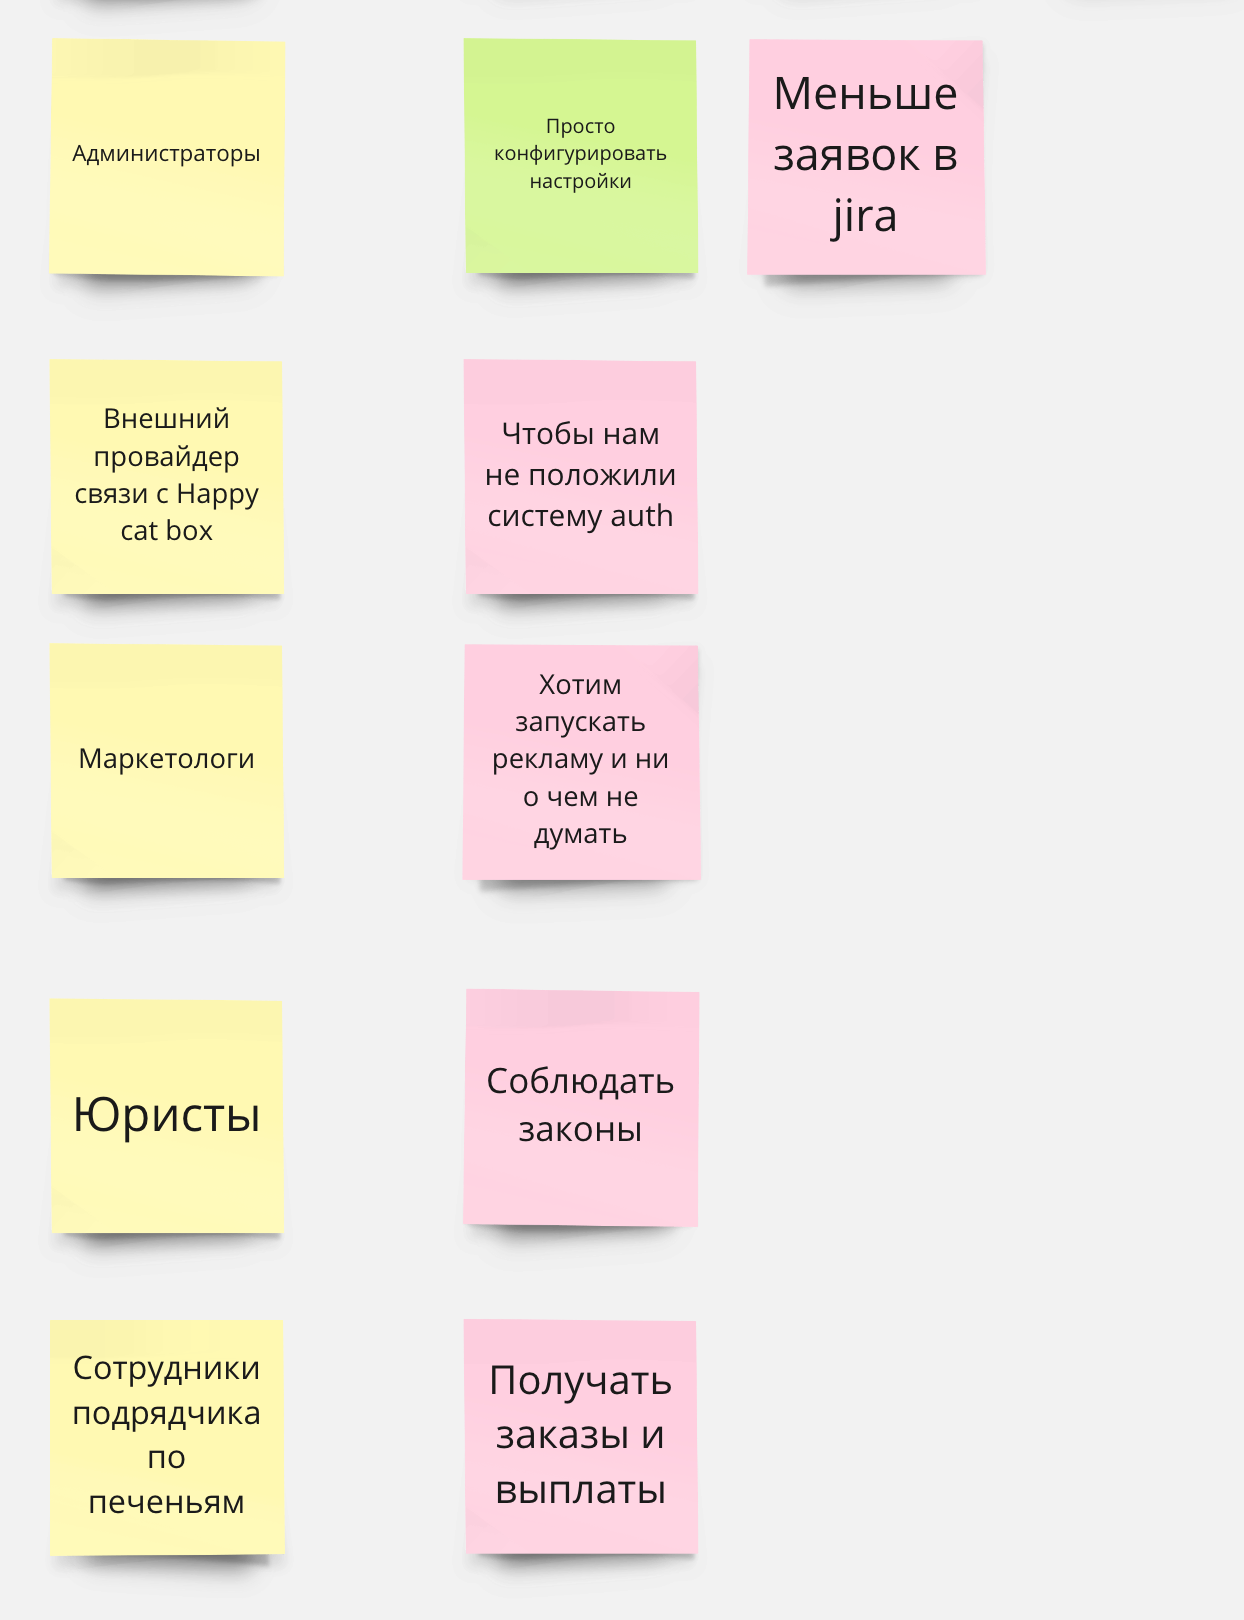 Администраторы
Просто
конфигурировать
настройки
Меньше
заявок в
jira
Внешний
провайдер
связи с Happy
cat box
Чтобы нам
не положили
систему auth
Маркетологи
Хотим
запускать
рекламу и ни
о чем не
думать
Юристы
Соблюдать
законы
Сотрудники
подрядчика
по
печеньям
Получать
заказы и
выплаты